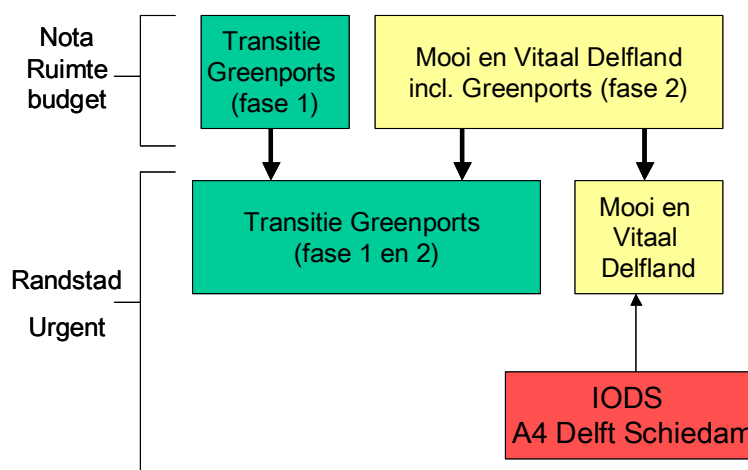 Nota
Ruimte
budget
Transitie
Greenports
(fase 1)
Mooi en Vitaal Delfland
incl. Greenports (fase 2)
Randstad
Urgent
Transitie Greenports
(fase 1 en 2)
Mooi en
Vitaal
Delfland
IODS
A4 Delft Schiedam